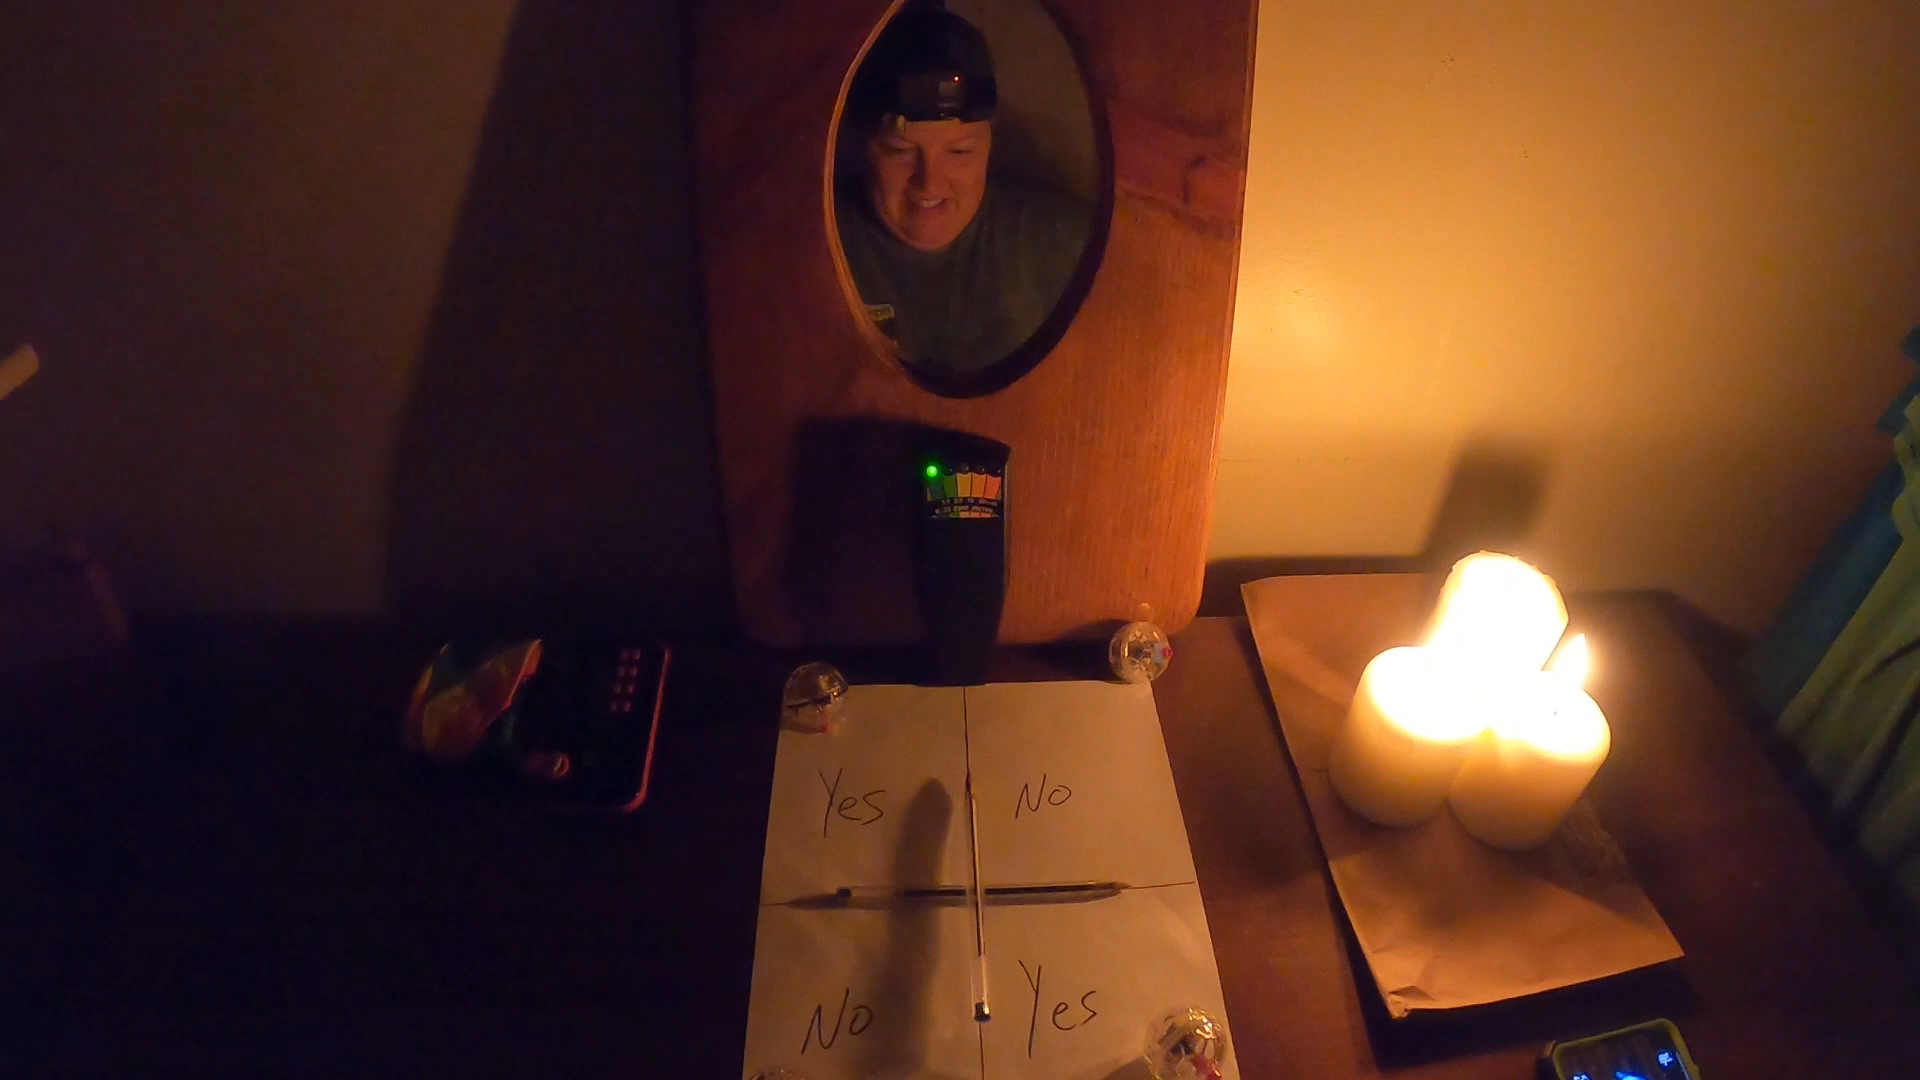 Yes No
No Yes